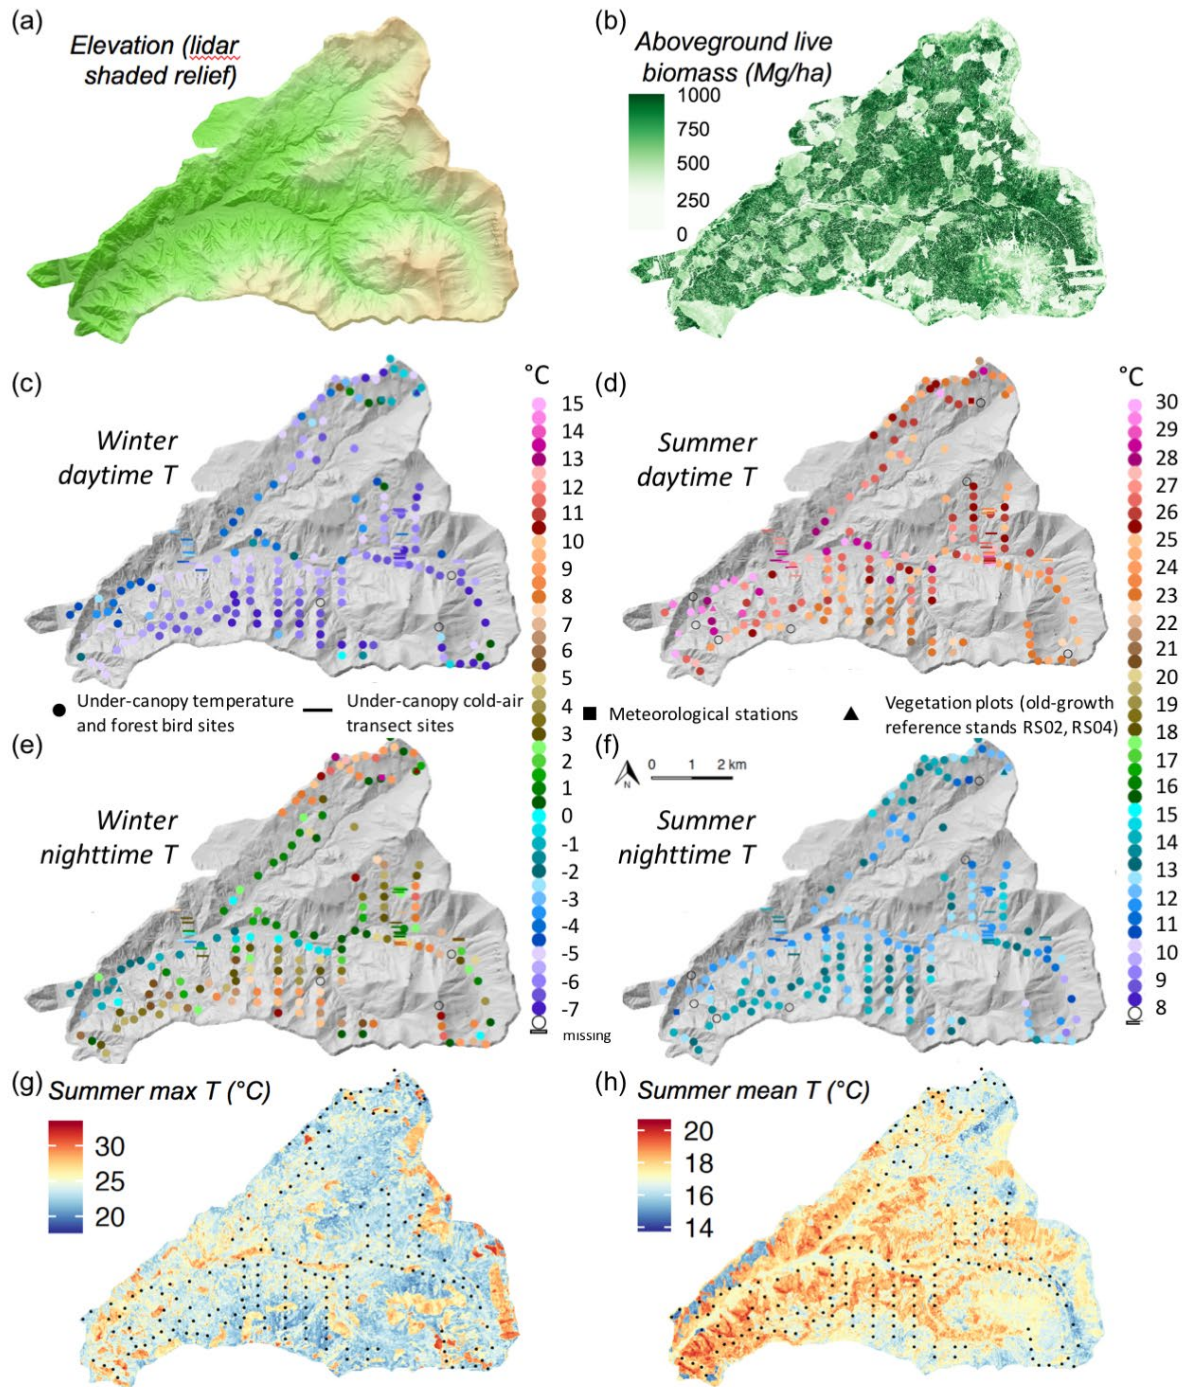 (a)
Elevation (lidar
shaded relief)
(b)
Aboveground live
biomass (Mg/ha)
1000
750
500
250
0
(c)
Winter
daytime T
°C
15
14
13
12
11
10
9
8
7
6
5
4
3
2
1
0
-1
-2
-3
-4
-5
-6
-7
missing
(d)
Summer
daytime T
°C
30
29
28
27
26
25
24
23
22
21
20
19
18
17
16
15
14
13
12
11
10
9
8
Under-canopy temperature
and forest bird sites
Under-canopy cold-air
transect sites
Meteorological stations
Vegetation plots (old-growth
reference stands RS02, RS04)
(e)
Winter
nighttime T
(f)
N
0 1 2 km
Summer
nighttime T
(g)
Summer max T (°C)
30
25
20
(h)
Summer mean T (°C)
20
18
16
14